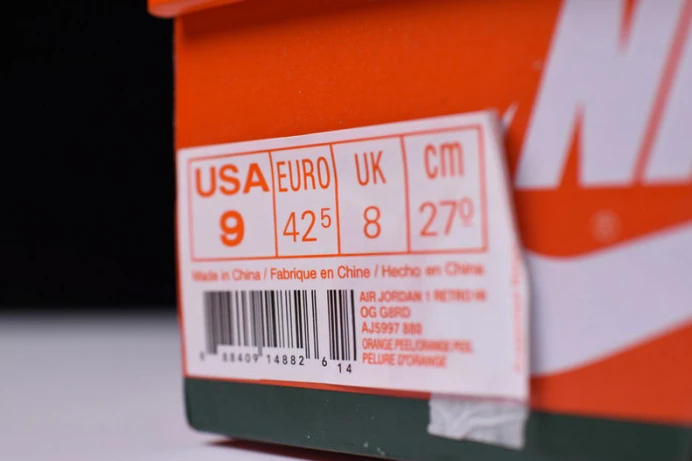 NI
USA EURO UK cm
9 42⁵ 8 27⁰
Made in China / Fabrique en Chine / Hecho en China
AIR JORDAN 1 RETRO HI
OG G8RD
AJ5997 880
ORANGE PEEL/ORANGE PEEL
PELURE D'ORANGE
88409 14882 6 14